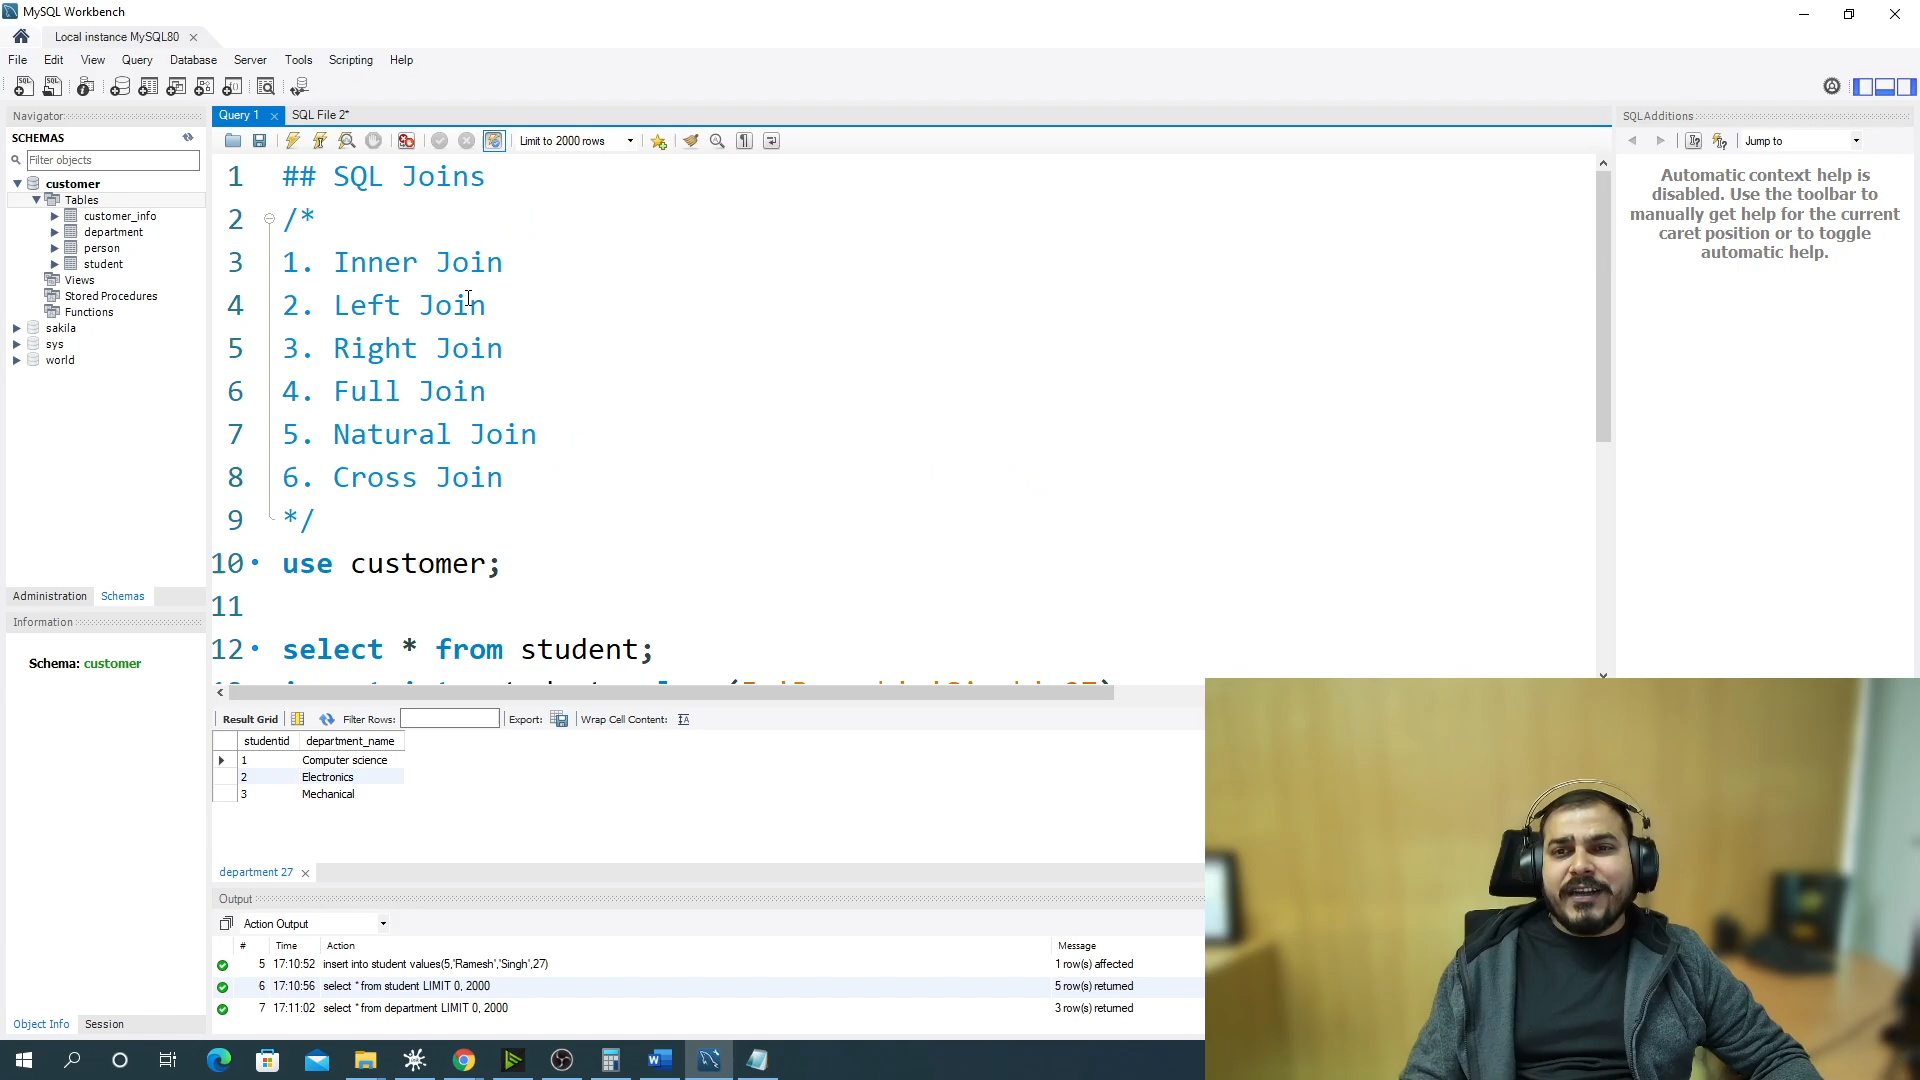 MySQL Workbench
Local instance MySQL80
File Edit View Query Database Server Tools Scripting Help
Navigator
SCHEMAS
Filter objects
customer
Tables
customer_info
department
person
student
Views
Stored Procedures
Functions
sakila
sys
world
Administration Schemas
Information
Schema: customer
Object Info Session
Query 1 SQL File 2*
Limit to 2000 rows
1 ## SQL Joins
2 /*
3 1. Inner Join
4 2. Left Join
5 3. Right Join
6 4. Full Join
7 5. Natural Join
8 6. Cross Join
9 */
10 use customer;
11
12 select * from student;
Result Grid Filter Rows: Export: Wrap Cell Content:
studentid department_name
1 Computer science
2 Electronics
3 Mechanical
department 27
Output
Action Output
# Time Action Message
5 17:10:52 insert into student values(5,'Ramesh','Singh',27) 1 row(s) affected
6 17:10:56 select * from student LIMIT 0, 2000 5 row(s) returned
7 17:11:02 select * from department LIMIT 0, 2000 3 row(s) returned
SQLAdditions
Jump to
Automatic context help is
disabled. Use the toolbar to
manually get help for the current
caret position or to toggle
automatic help.